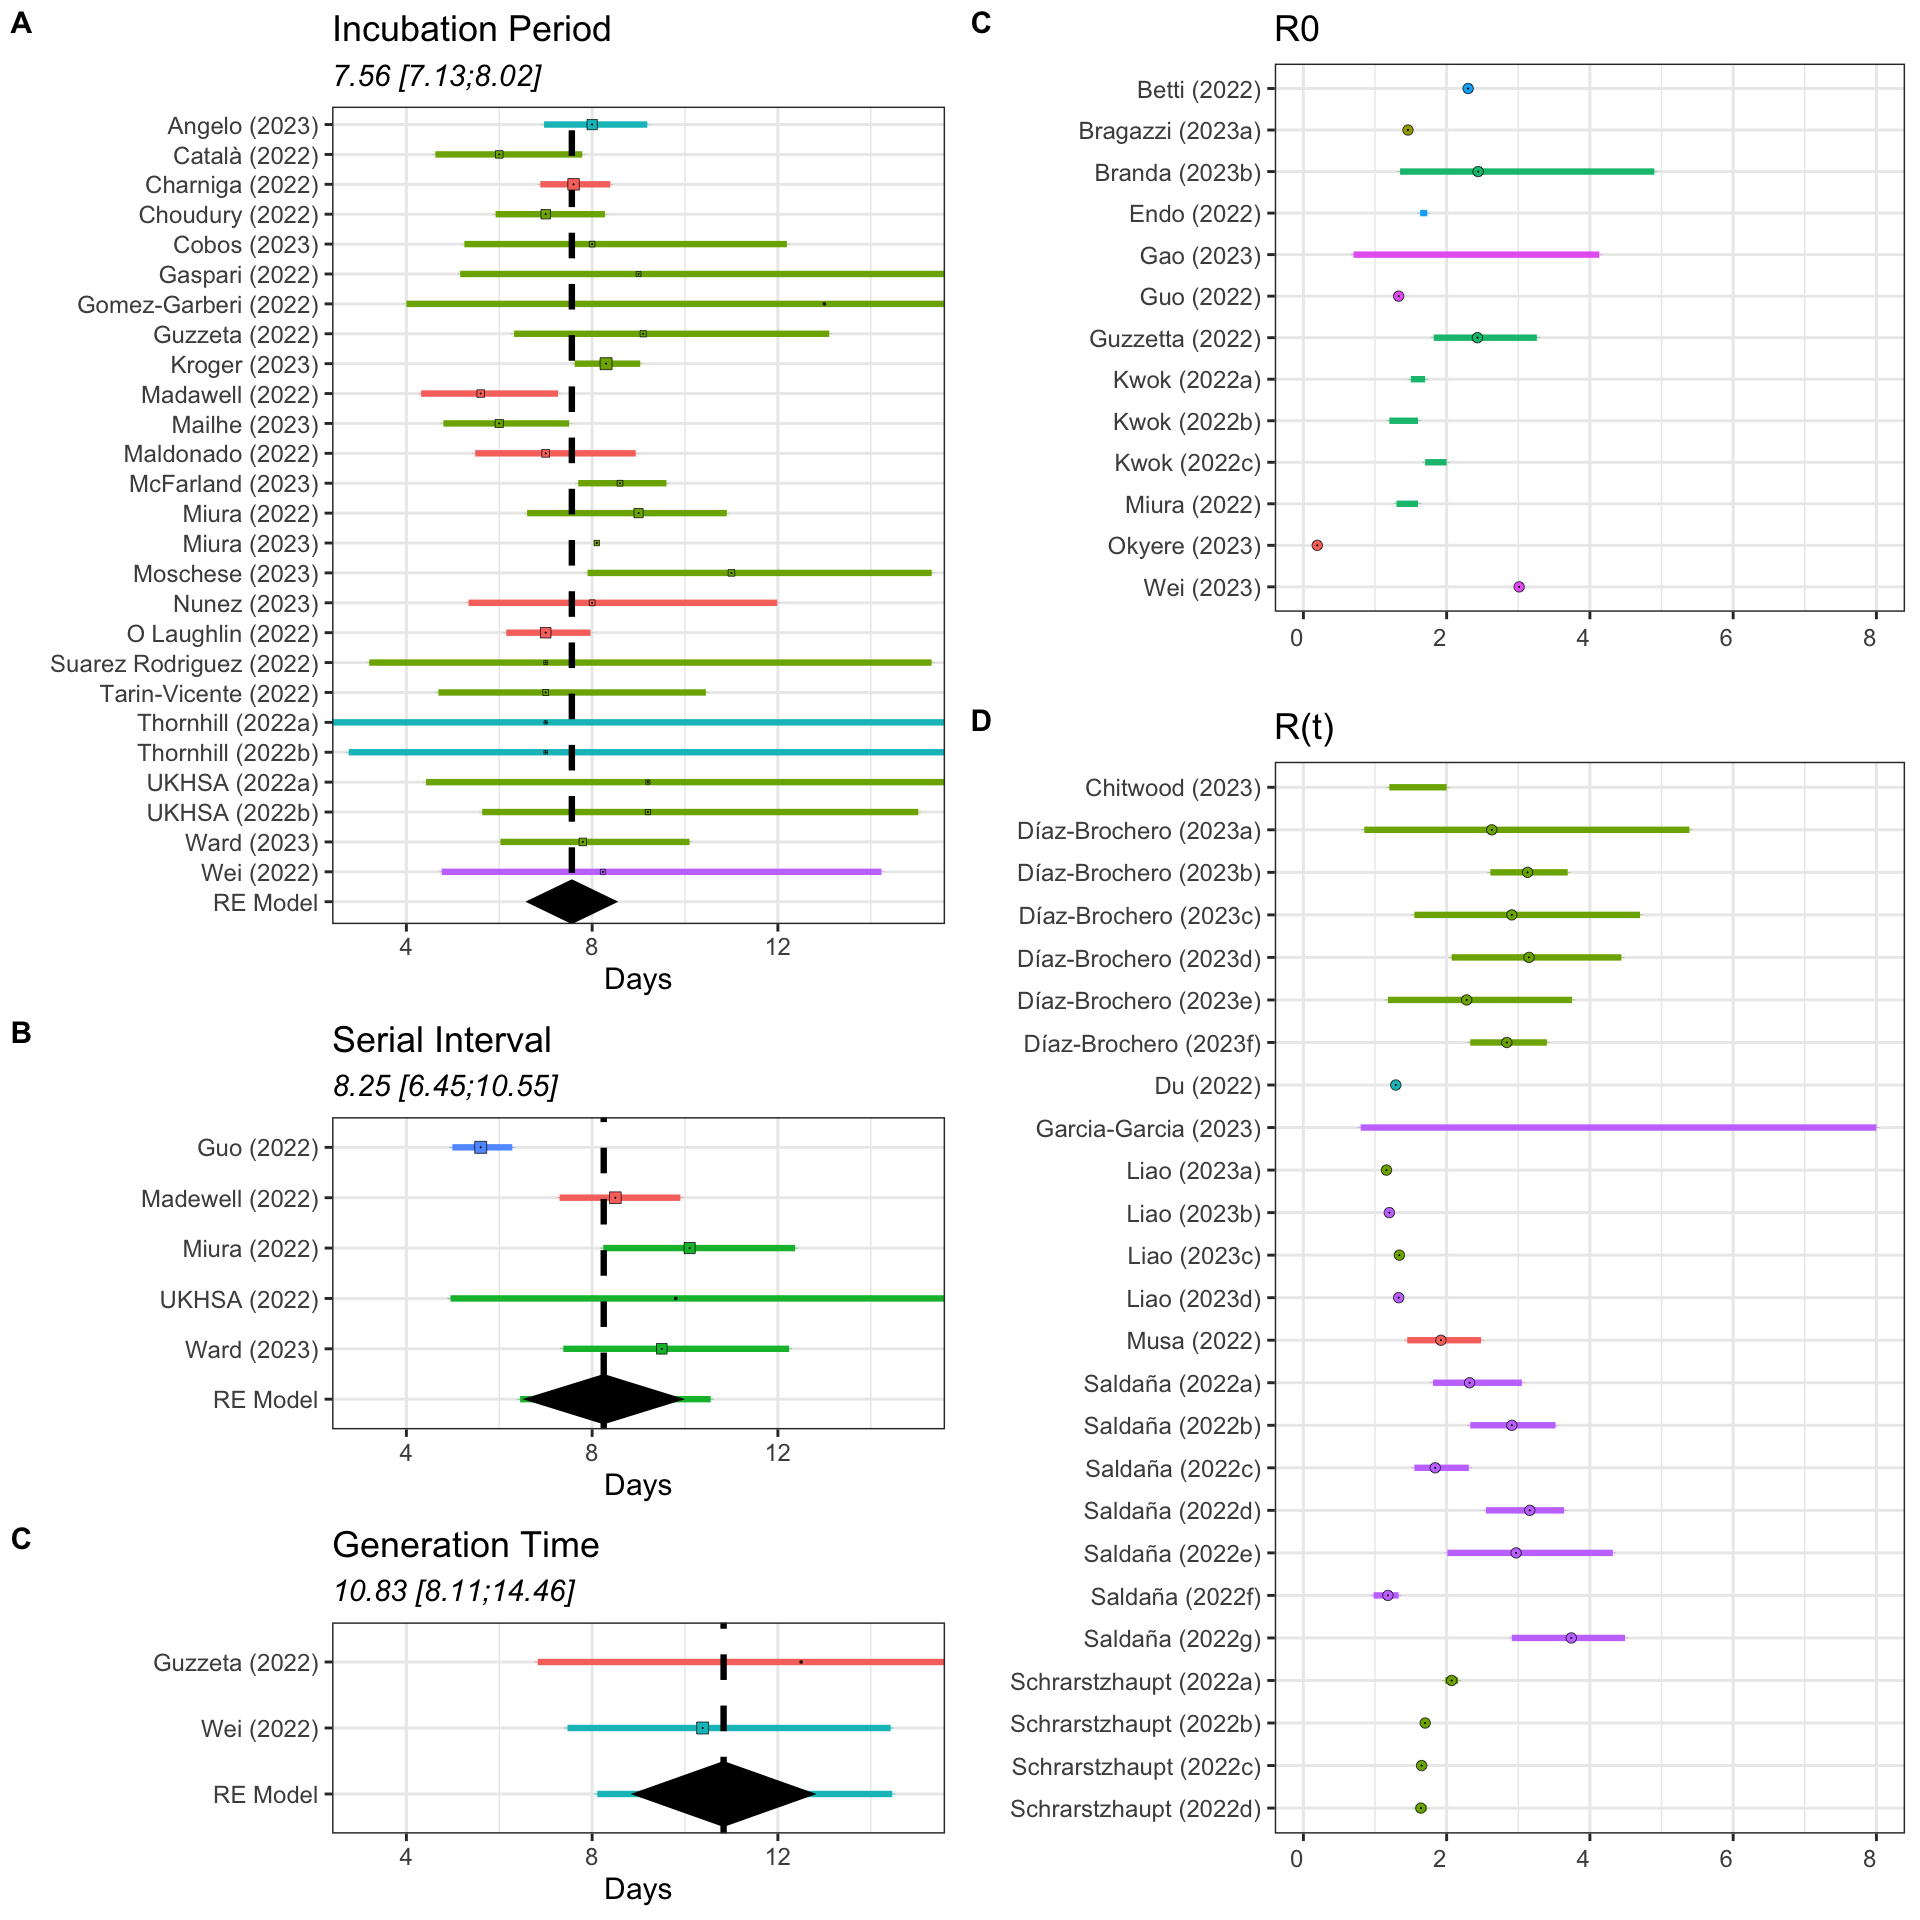 A
Incubation Period
7.56 [7.13;8.02]
Angelo (2023)
Català (2022)
Charniga (2022)
Choudury (2022)
Cobos (2023)
Gaspari (2022)
Gomez-Garberi (2022)
Guzzeta (2022)
Kroger (2023)
Madawell (2022)
Mailhe (2023)
Maldonado (2022)
McFarland (2023)
Miura (2022)
Miura (2023)
Moschese (2023)
Nunez (2023)
O Laughlin (2022)
Suarez Rodriguez (2022)
Tarin-Vicente (2022)
Thornhill (2022a)
Thornhill (2022b)
UKHSA (2022a)
UKHSA (2022b)
Ward (2023)
Wei (2022)
RE Model
4 8 12
Days
B
Serial Interval
8.25 [6.45;10.55]
Guo (2022)
Madewell (2022)
Miura (2022)
UKHSA (2022)
Ward (2023)
RE Model
4 8 12
Days
C
Generation Time
10.83 [8.11;14.46]
Guzzeta (2022)
Wei (2022)
RE Model
4 8 12
Days
C
R0
Betti (2022)
Bragazzi (2023a)
Branda (2023b)
Endo (2022)
Gao (2023)
Guo (2022)
Guzzetta (2022)
Kwok (2022a)
Kwok (2022b)
Kwok (2022c)
Miura (2022)
Okyere (2023)
Wei (2023)
0 2 4 6 8
D
R(t)
Chitwood (2023)
Díaz-Brochero (2023a)
Díaz-Brochero (2023b)
Díaz-Brochero (2023c)
Díaz-Brochero (2023d)
Díaz-Brochero (2023e)
Díaz-Brochero (2023f)
Du (2022)
Garcia-Garcia (2023)
Liao (2023a)
Liao (2023b)
Liao (2023c)
Liao (2023d)
Musa (2022)
Saldaña (2022a)
Saldaña (2022b)
Saldaña (2022c)
Saldaña (2022d)
Saldaña (2022e)
Saldaña (2022f)
Saldaña (2022g)
Schrarstzhaupt (2022a)
Schrarstzhaupt (2022b)
Schrarstzhaupt (2022c)
Schrarstzhaupt (2022d)
0 2 4 6 8